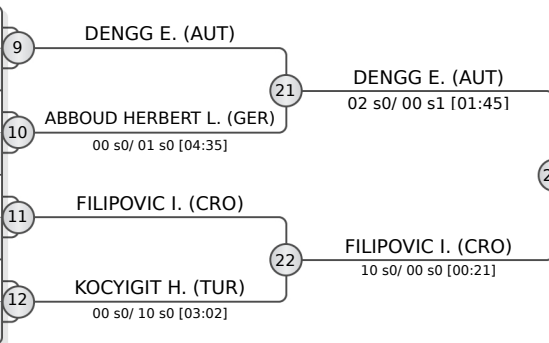 9
DENGG E. (AUT)
21
DENGG E. (AUT)
02 s0/ 00 s1 [01:45]
10
ABBOUD HERBERT L. (GER)
00 s0/ 01 s0 [04:35]
11
FILIPOVIC I. (CRO)
22
FILIPOVIC I. (CRO)
10 s0/ 00 s0 [00:21]
12
KOCYIGIT H. (TUR)
00 s0/ 10 s0 [03:02]